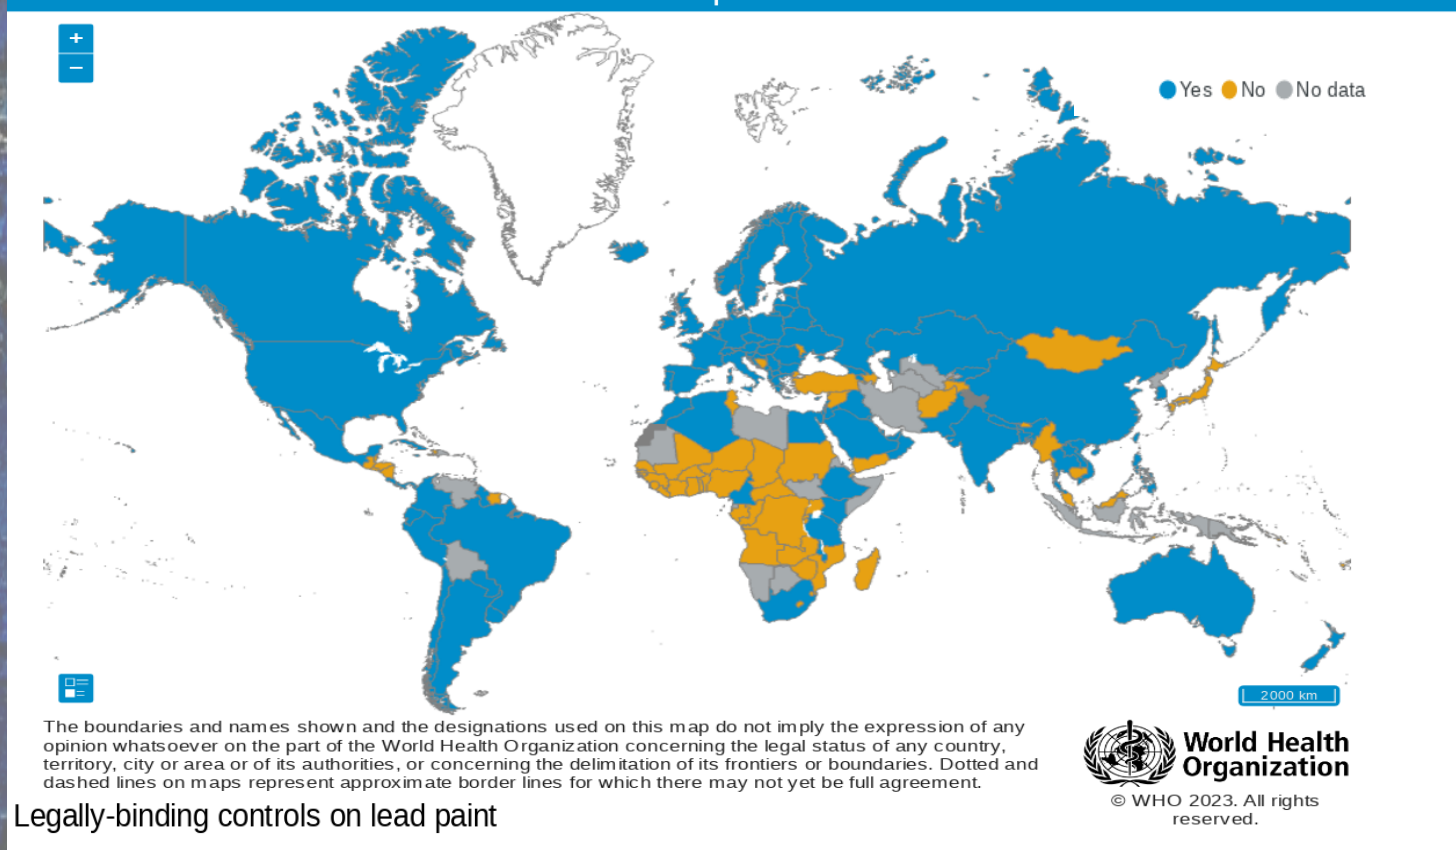 +
−
Yes No No data
2000 km
The boundaries and names shown and the designations used on this map do not imply the expression of any
opinion whatsoever on the part of the World Health Organization concerning the legal status of any country,
territory, city or area or of its authorities, or concerning the delimitation of its frontiers or boundaries. Dotted and
dashed lines on maps represent approximate border lines for which there may not yet be full agreement.
World Health
Organization
© WHO 2023. All rights
reserved.
Legally-binding controls on lead paint